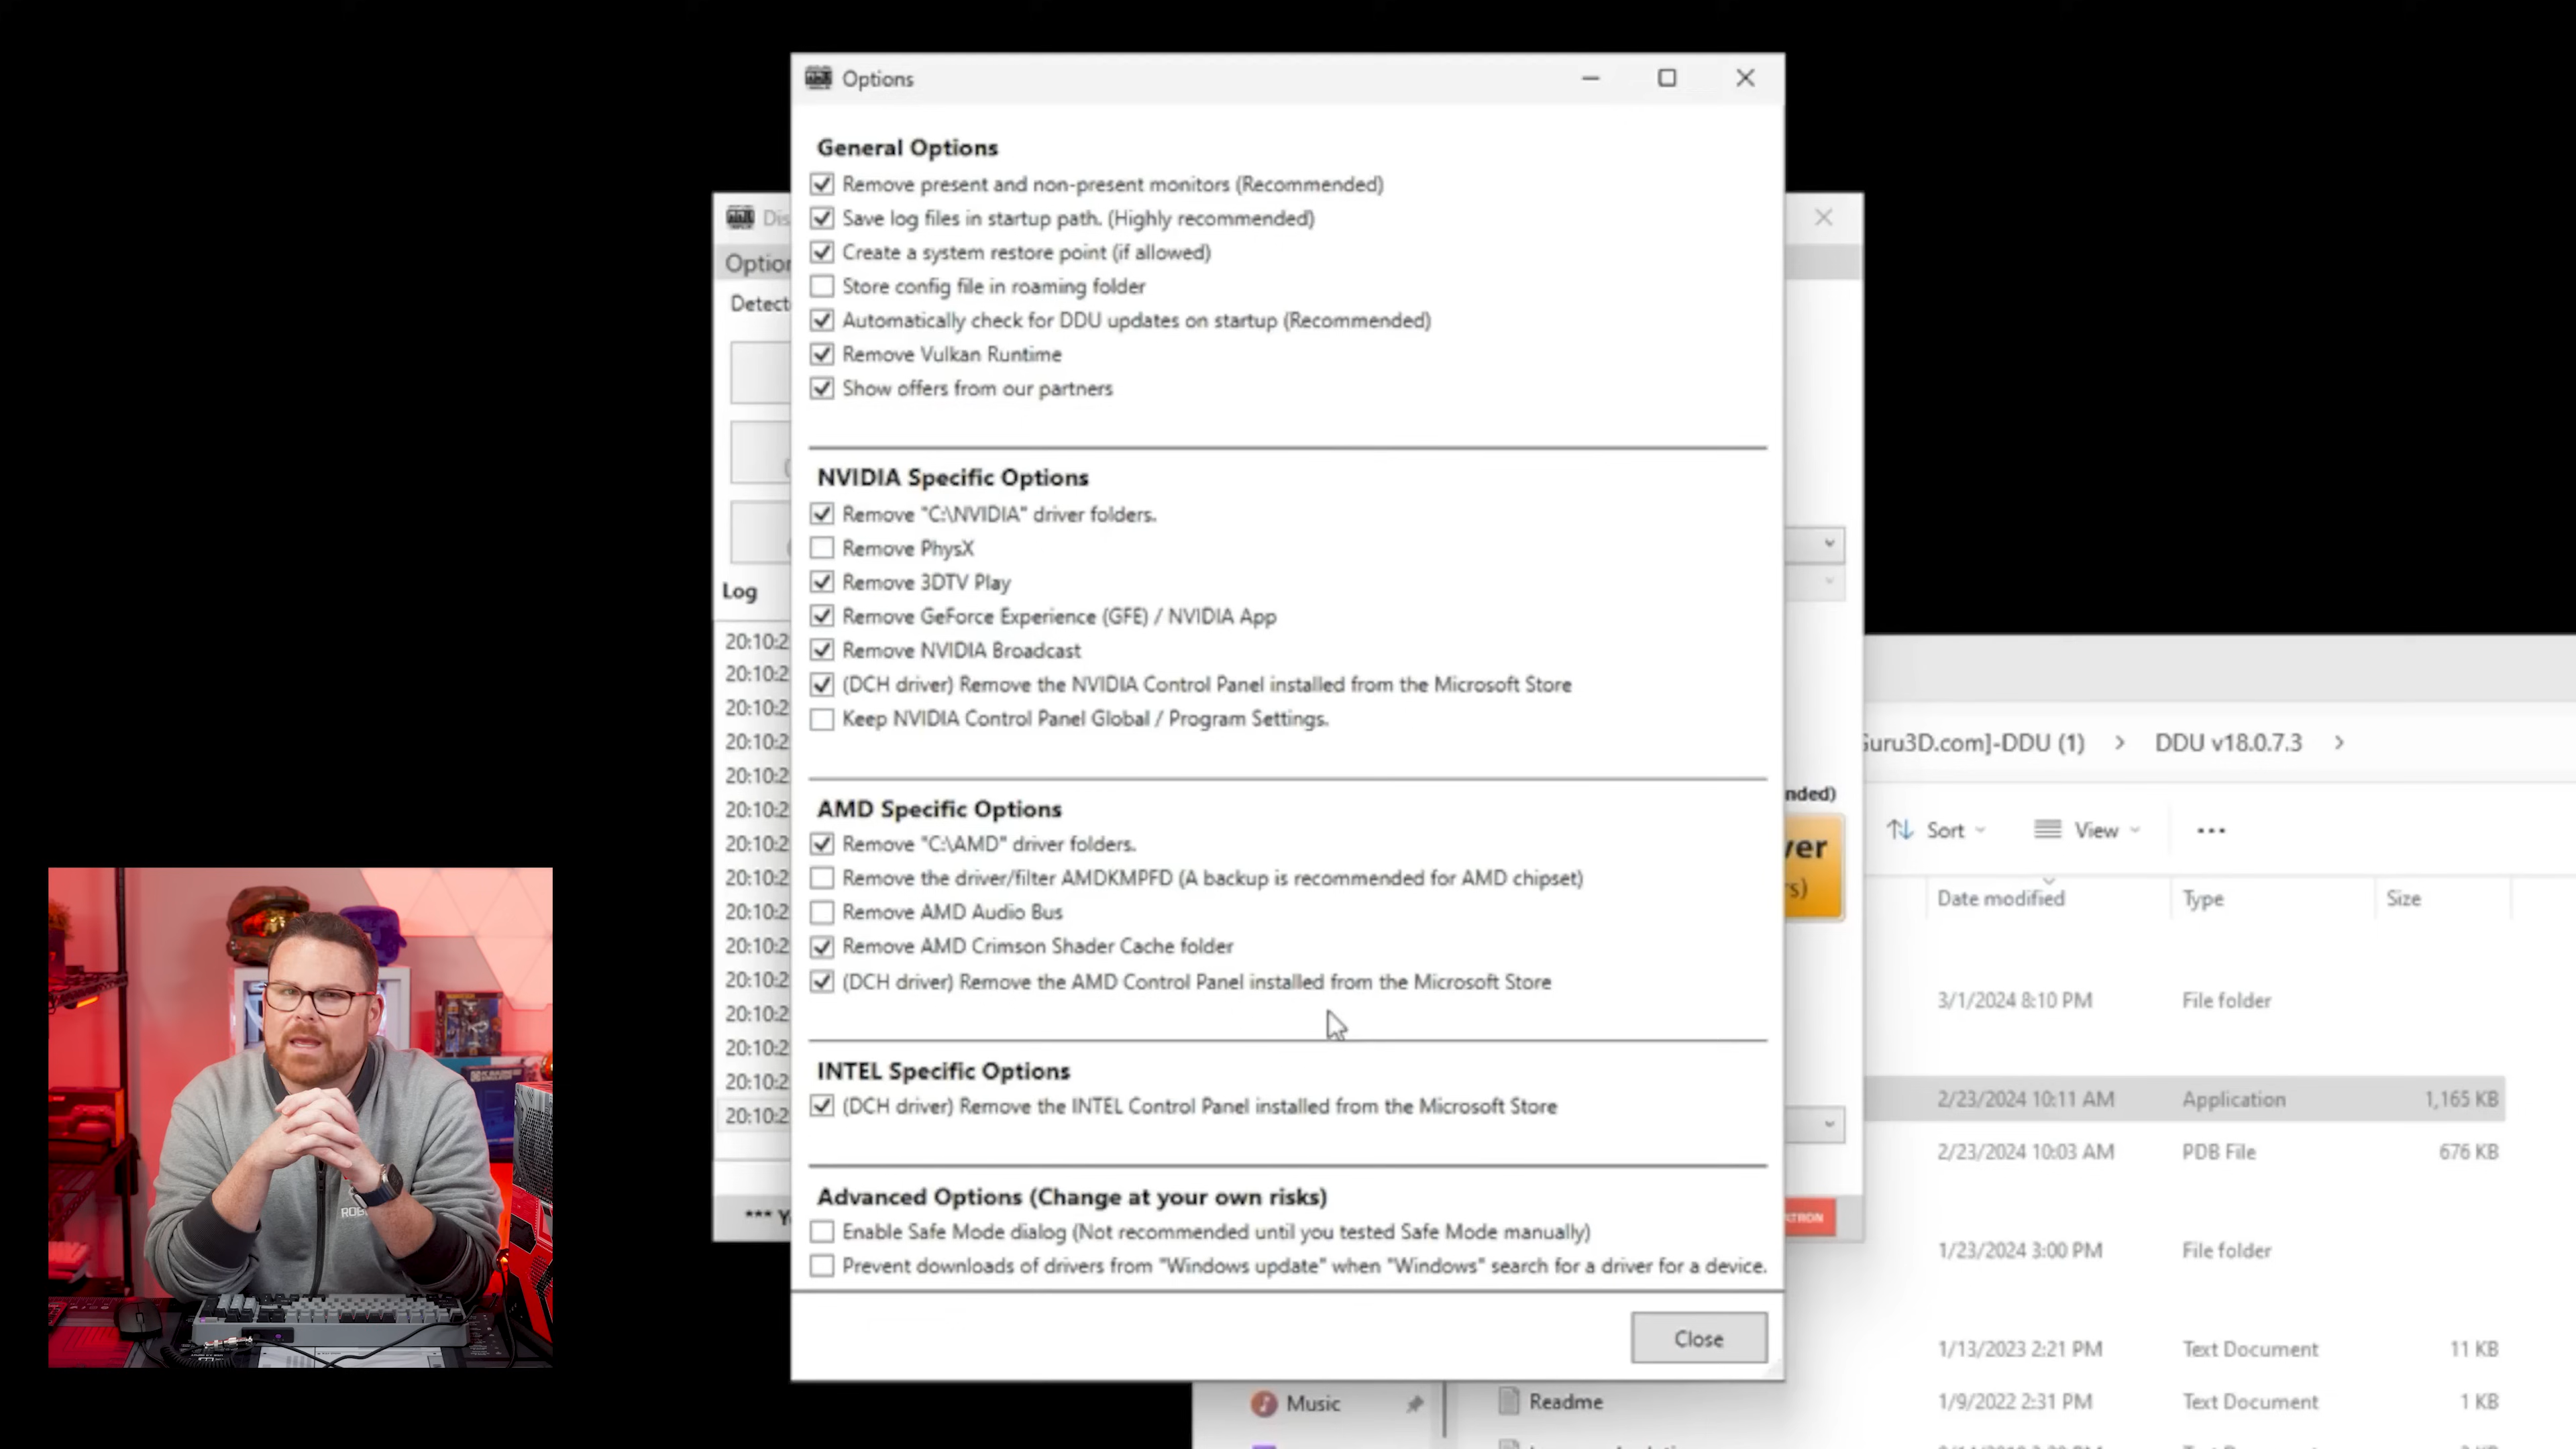 Options
General Options
Remove present and non-present monitors (Recommended)
Save log files in startup path. (Highly recommended)
Create a system restore point (if allowed)
Store config file in roaming folder
Automatically check for DDU updates on startup (Recommended)
Remove Vulkan Runtime
Show offers from our partners
NVIDIA Specific Options
Remove "C:\NVIDIA" driver folders.
Remove PhysX
Remove 3DTV Play
Remove GeForce Experience (GFE) / NVIDIA App
Remove NVIDIA Broadcast
(DCH driver) Remove the NVIDIA Control Panel installed from the Microsoft Store
Keep NVIDIA Control Panel Global / Program Settings.
AMD Specific Options
Remove "C:\AMD" driver folders.
Remove the driver/filter AMDKMPFD (A backup is recommended for AMD chipset)
Remove AMD Audio Bus
Remove AMD Crimson Shader Cache folder
(DCH driver) Remove the AMD Control Panel installed from the Microsoft Store
INTEL Specific Options
(DCH driver) Remove the INTEL Control Panel installed from the Microsoft Store
Advanced Options (Change at your own risks)
Enable Safe Mode dialog (Not recommended until you tested Safe Mode manually)
Prevent downloads of drivers from "Windows update" when "Windows" search for a driver for a device.
Close
Log
Guru3D.com]-DDU (1) > DDU v18.0.7.3 >
Sort View ...
Date modified Type Size
3/1/2024 8:10 PM File folder
2/23/2024 10:11 AM Application 1,165 KB
2/23/2024 10:03 AM PDB File 676 KB
1/23/2024 3:00 PM File folder
1/13/2023 2:21 PM Text Document 11 KB
Music
Readme 1/9/2022 2:31 PM Text Document 1 KB